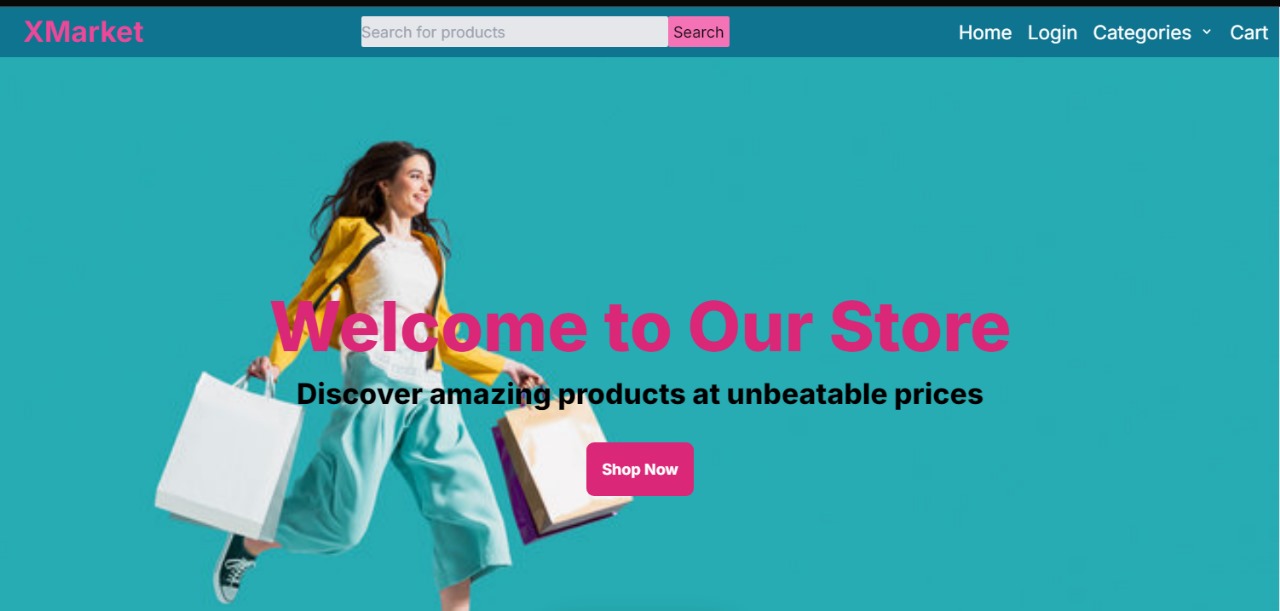 XMarket
Search for products
Search
Home
Login
Categories
Cart
Welcome to Our Store
Discover amazing products at unbeatable prices
Shop Now